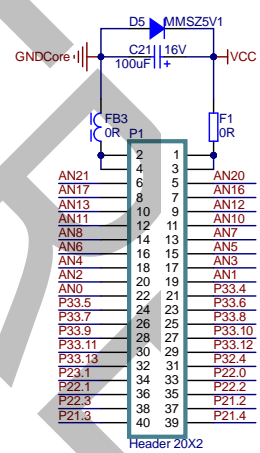 D5 MMSZ5V1
C21 16V
GNDCore VCC
100uF +
FB3 F1
0R 0R
P1
2 1
4 3
AN21 6 5 AN20
AN17 8 7 AN16
AN13 10 9 AN12
AN11 12 11 AN10
AN8 14 13 AN7
AN6 16 15 AN5
AN4 18 17 AN3
AN2 20 19 AN1
AN0 22 21 P33.4
P33.5 24 23 P33.6
P33.7 26 25 P33.8
P33.9 28 27 P33.10
P33.11 30 29 P33.12
P33.13 32 31 P32.4
P23.1 34 33 P22.0
P22.1 36 35 P22.2
P22.3 38 37 P21.2
P21.3 40 39 P21.4
Header 20X2